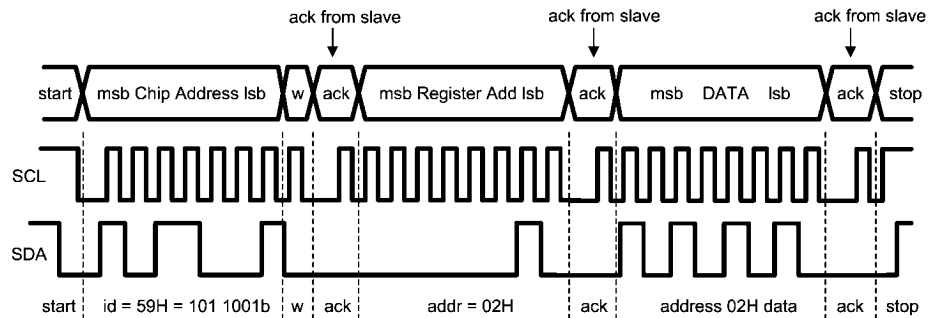 ack from slave ack from slave ack from slave
start msb Chip Address lsb w ack msb Register Add lsb ack msb DATA lsb ack stop
SCL
SDA
start id = 59H = 101 1001b w ack addr = 02H ack address 02H data ack stop